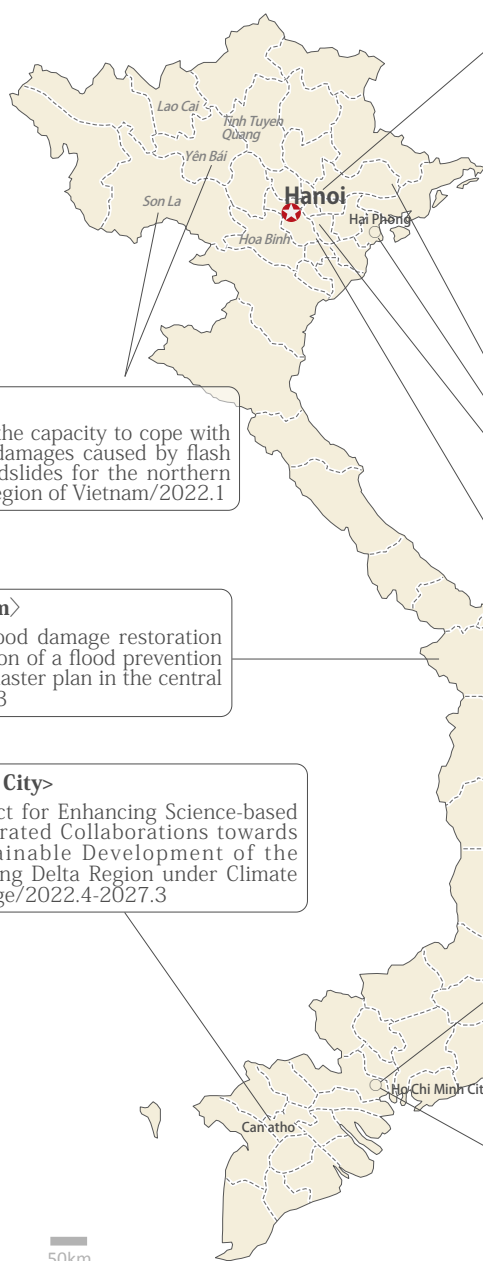 Lao Cai
Tinh Tuyen
Quang
Yên Bái
Son La
Hanoi
Hai Phong
Hoa Binh
the capacity to cope with
damages caused by flash
dslides for the northern
egion of Vietnam/2022.1
m〉
ood damage restoration
on of a flood prevention
aster plan in the central
3
City>
ct for Enhancing Science-based
rated Collaborations towards
ainable Development of the
ng Delta Region under Climate
ge/2022.4-2027.3
Ho Chi Minh Cit
Can atho
50km